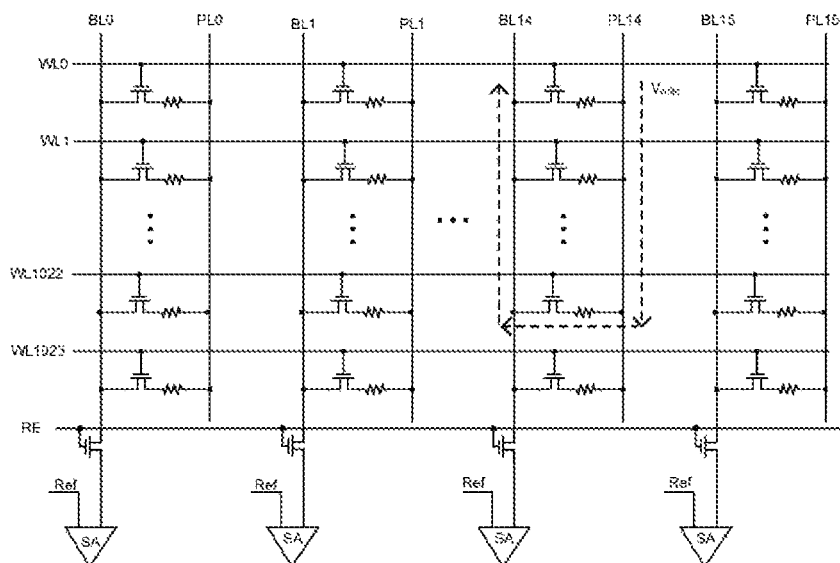 BL0 PL0 BL1 PL1 BL14 PL14 BL15 PL15
WL0
WL1
WL1022
WL1023
RE
Ref Ref Ref Ref
SA SA SA SA